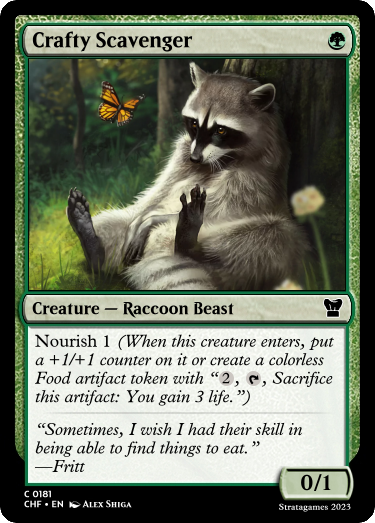 Crafty Scavenger
Creature — Raccoon Beast
Nourish 1 (When this creature enters, put
a +1/+1 counter on it or create a colorless
Food artifact token with “2, T, Sacrifice
this artifact: You gain 3 life.”)
“Sometimes, I wish I had their skill in
being able to find things to eat.”
—Fritt
0/1
C 0181
CHF • EN Alex Shiga
Stratagames 2023